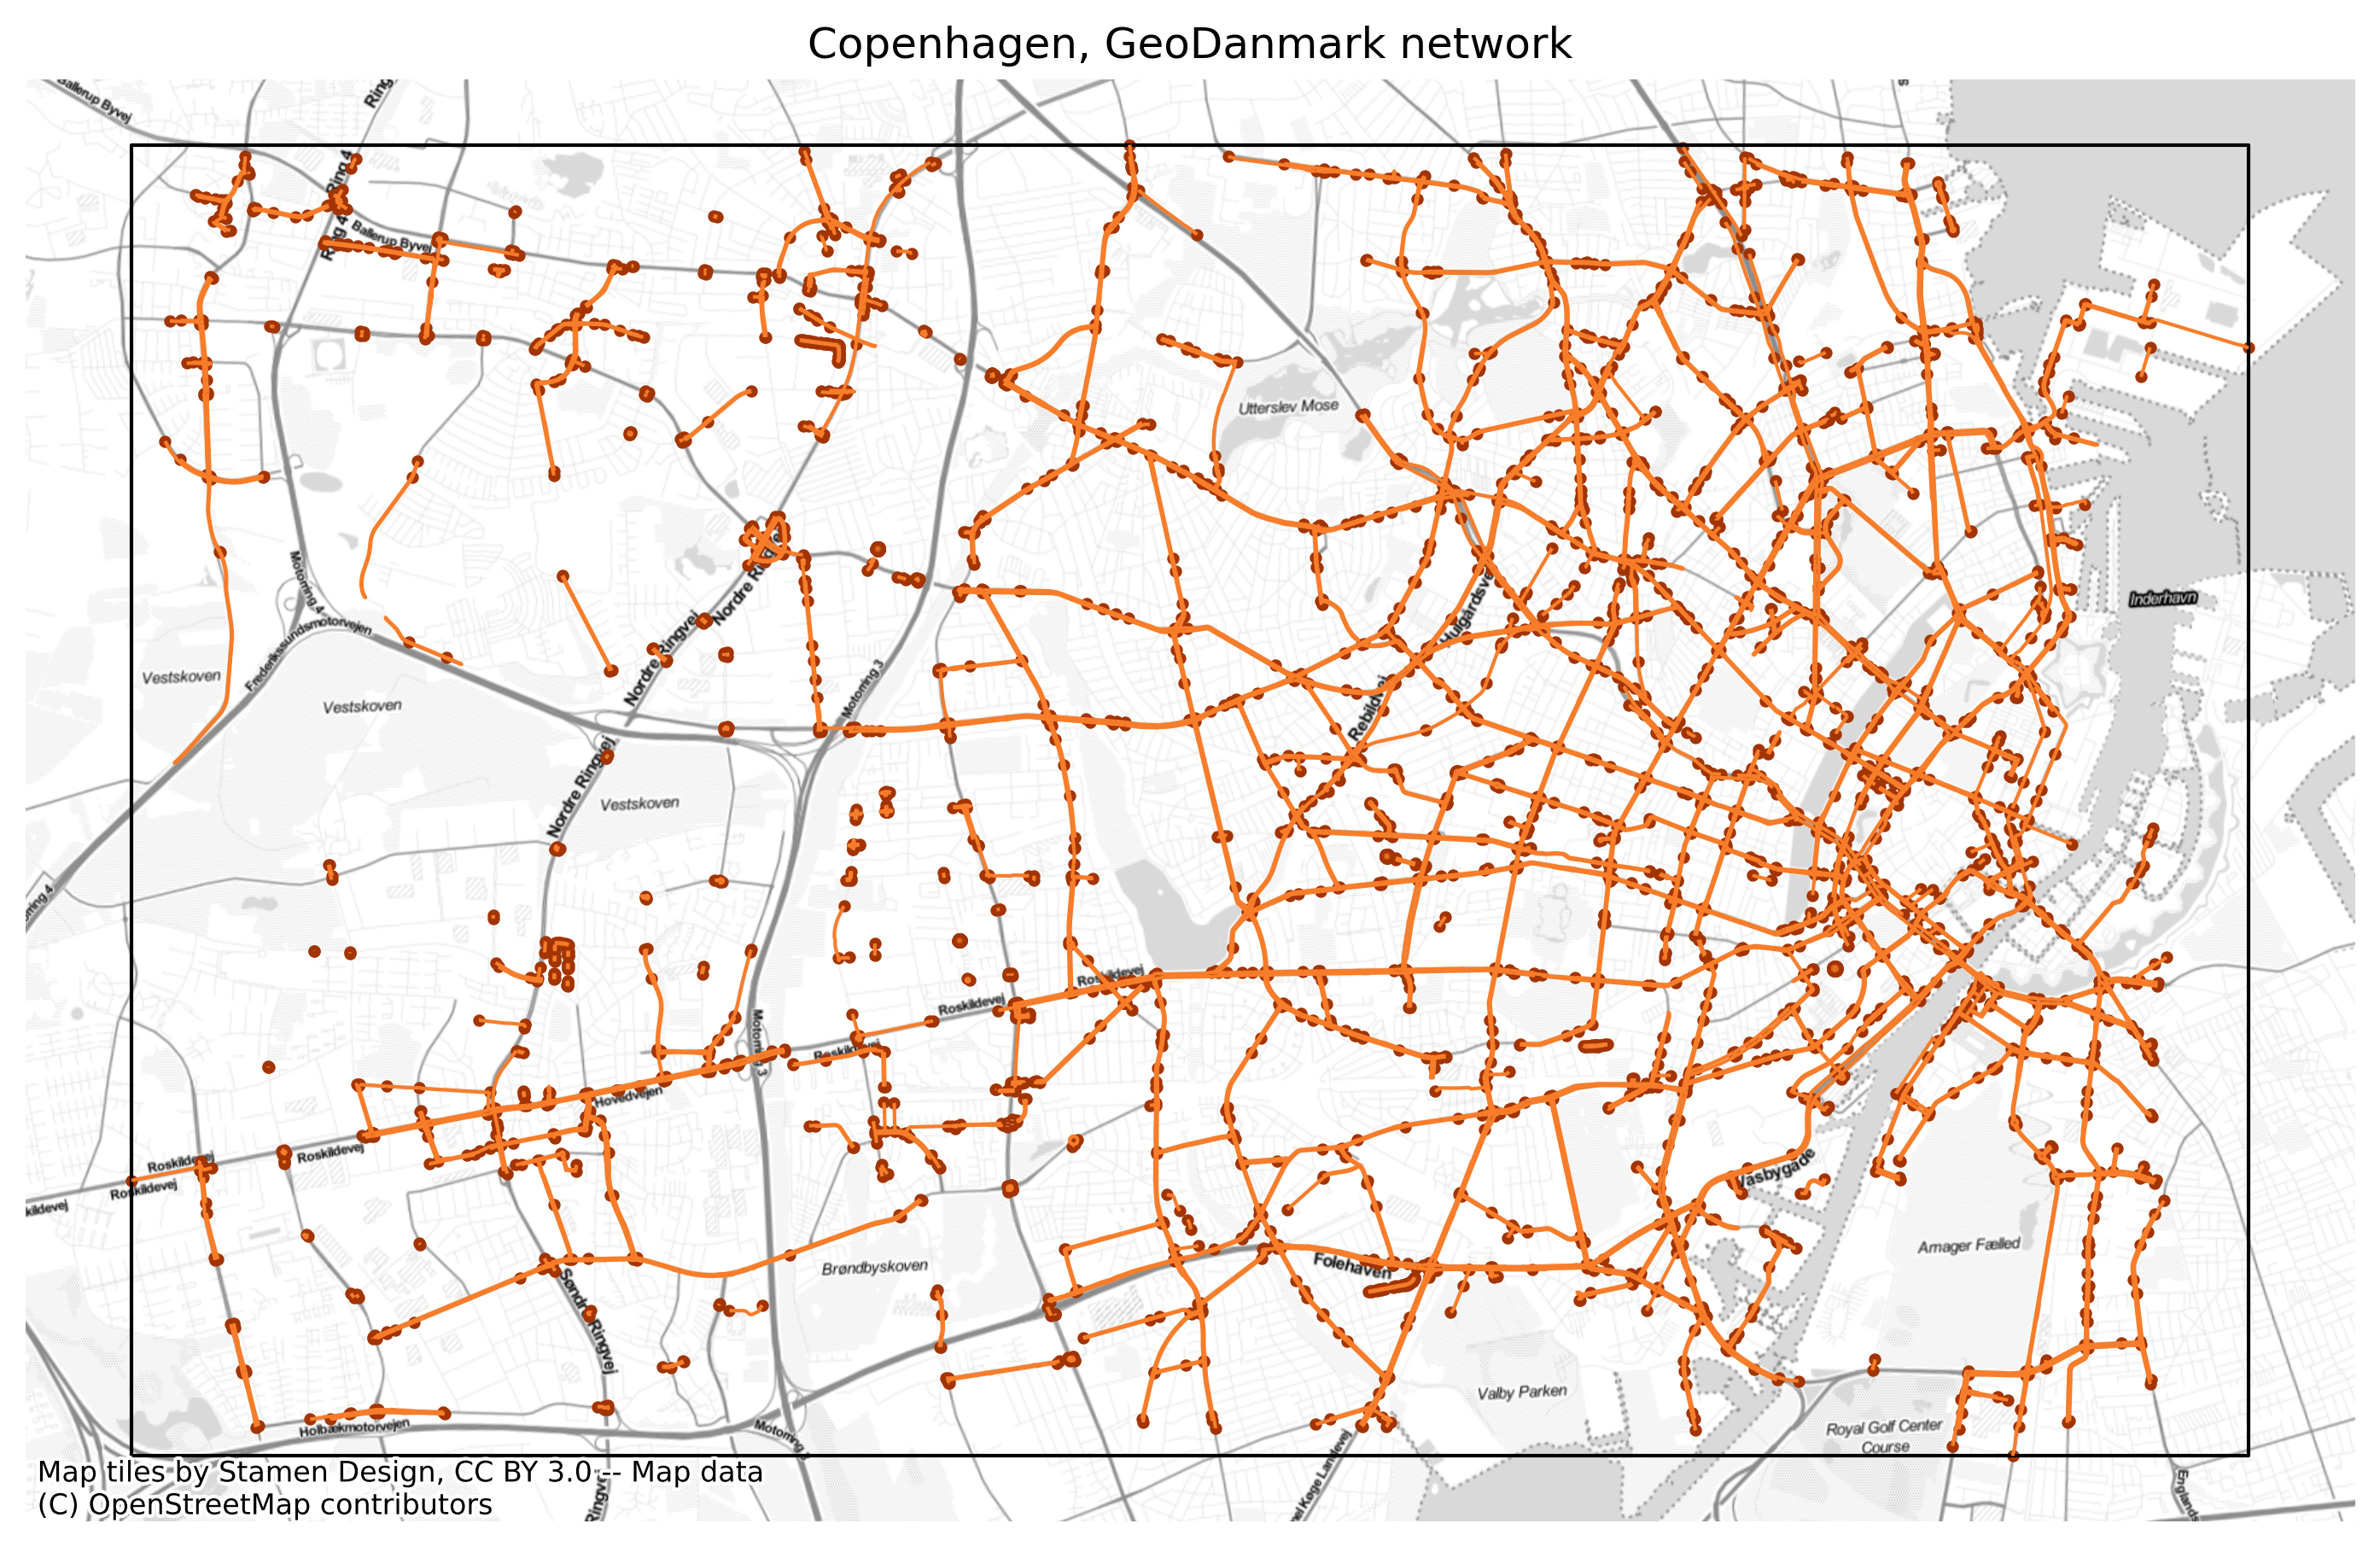 Copenhagen, GeoDanmark network
Ballerup Byvej
Ring 4
Ring 4
Ballerup Byvej
Utterslev Mose
Motorring 4
Nordre Ringvej
Frederikssundsmotorvejen
Hulgårdsvej
Inderhavn
Vestskoven
Nordre Ringvej
Motorring 3
Rebildvej
Vestskoven
Nordre Ringvej
Vestskoven
Roskildevej
Roskildevej
Motorring 3
Roskildevej
Hovedvejen
Roskildevej
Roskildevej
Roskildevej
kildevej
Vasbygade
Amager Fælled
Folehaven
Brøndbyskoven
Søndre Ringvej
Valby Parken
Royal Golf Center
Course
Holbækmotorvejen
Motorring 3
Map tiles by Stamen Design, CC BY 3.0 -- Map data
(C) OpenStreetMap contributors